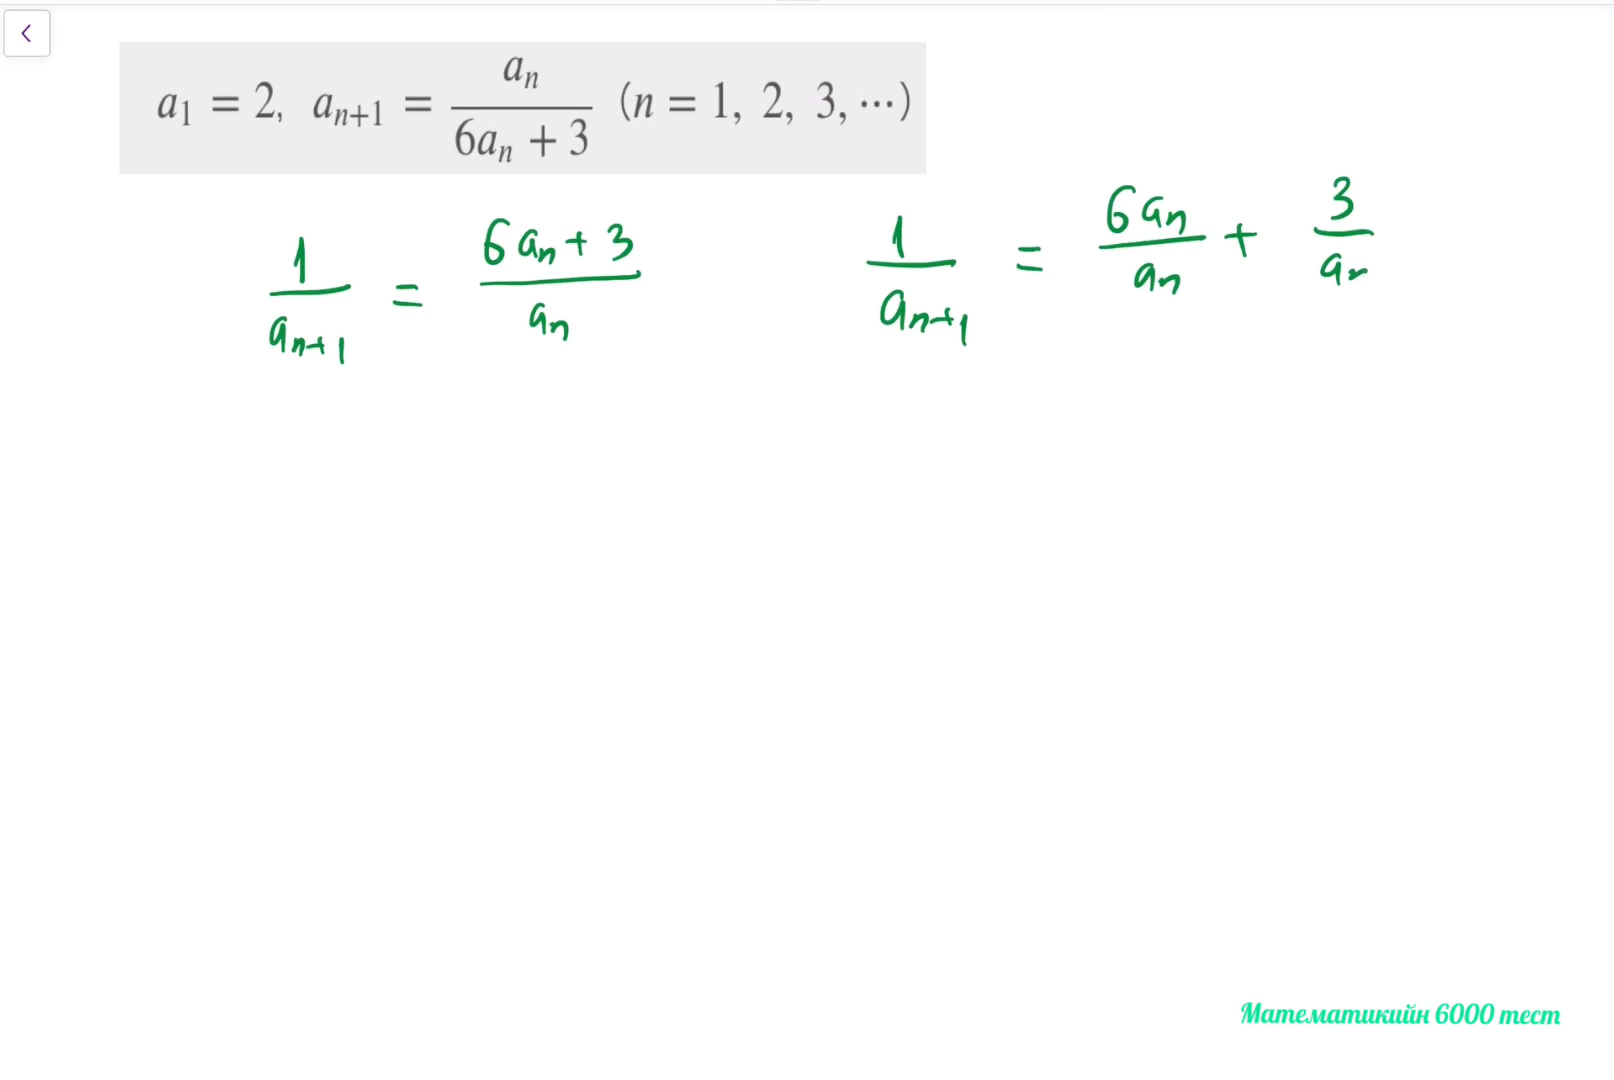 a₁ = 2, aₙ₊₁ = aₙ / (6aₙ + 3) (n = 1, 2, 3, ⋯)
1 / aₙ₊₁ = (6aₙ + 3) / aₙ
1 / aₙ₊₁ = 6aₙ / aₙ + 3 / aₙ
Математикийн 6000 тест